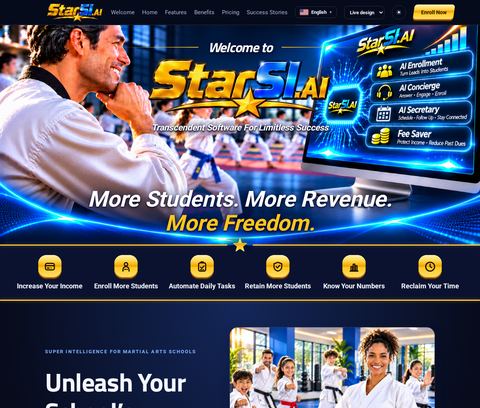 StarSI.AI
Welcome
Home
Features
Benefits
Pricing
Success Stories
English
Live design
Enroll Now
Welcome to
StarSI.AI
Transcendent Software For Limitless Success
StarSI.AI
AI Enrollment
Turn Leads into Students
AI Concierge
Answer • Engage • Enroll
AI Secretary
Schedule • Follow Up • Stay Connected
Fee Saver
Protect Income • Reduce Past Dues
StarSI.AI
More Students. More Revenue.
More Freedom.
Increase Your Income
Enroll More Students
Automate Daily Tasks
Retain More Students
Know Your Numbers
Reclaim Your Time
SUPER INTELLIGENCE FOR MARTIAL ARTS SCHOOLS
Unleash Your
School's